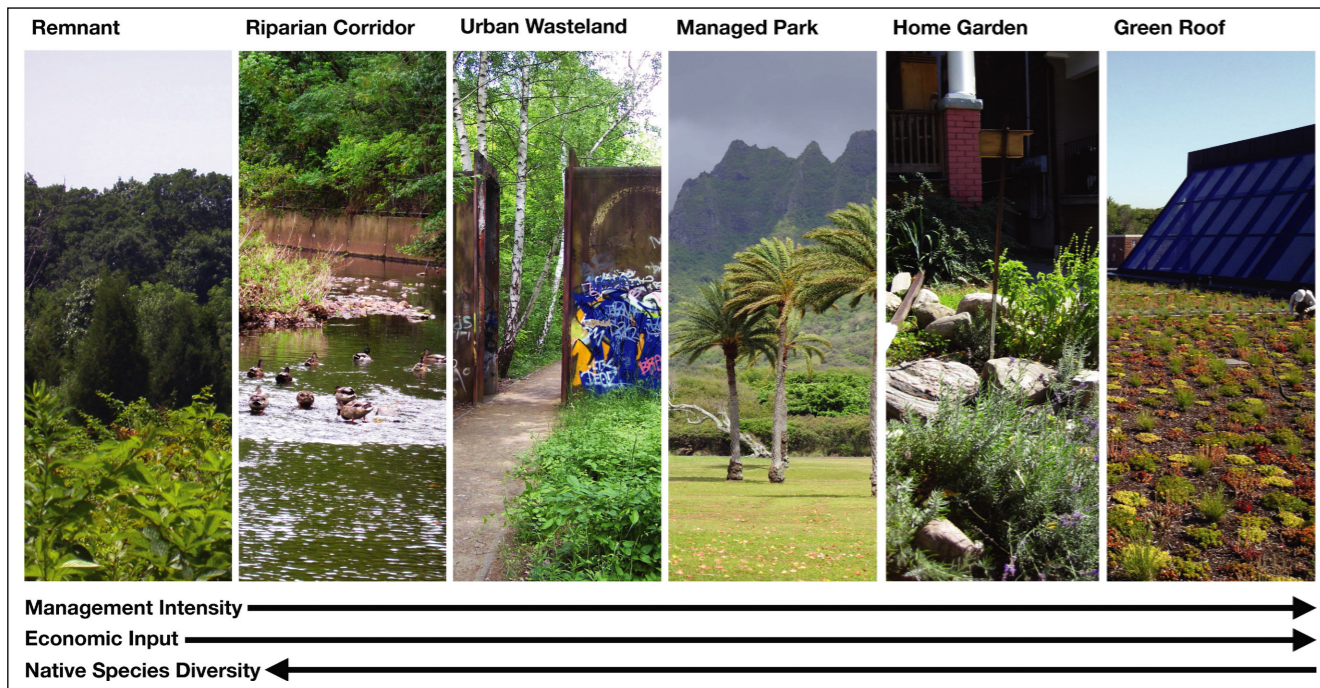 Remnant
Riparian Corridor
Urban Wasteland
Managed Park
Home Garden
Green Roof
Management Intensity
Economic Input
Native Species Diversity